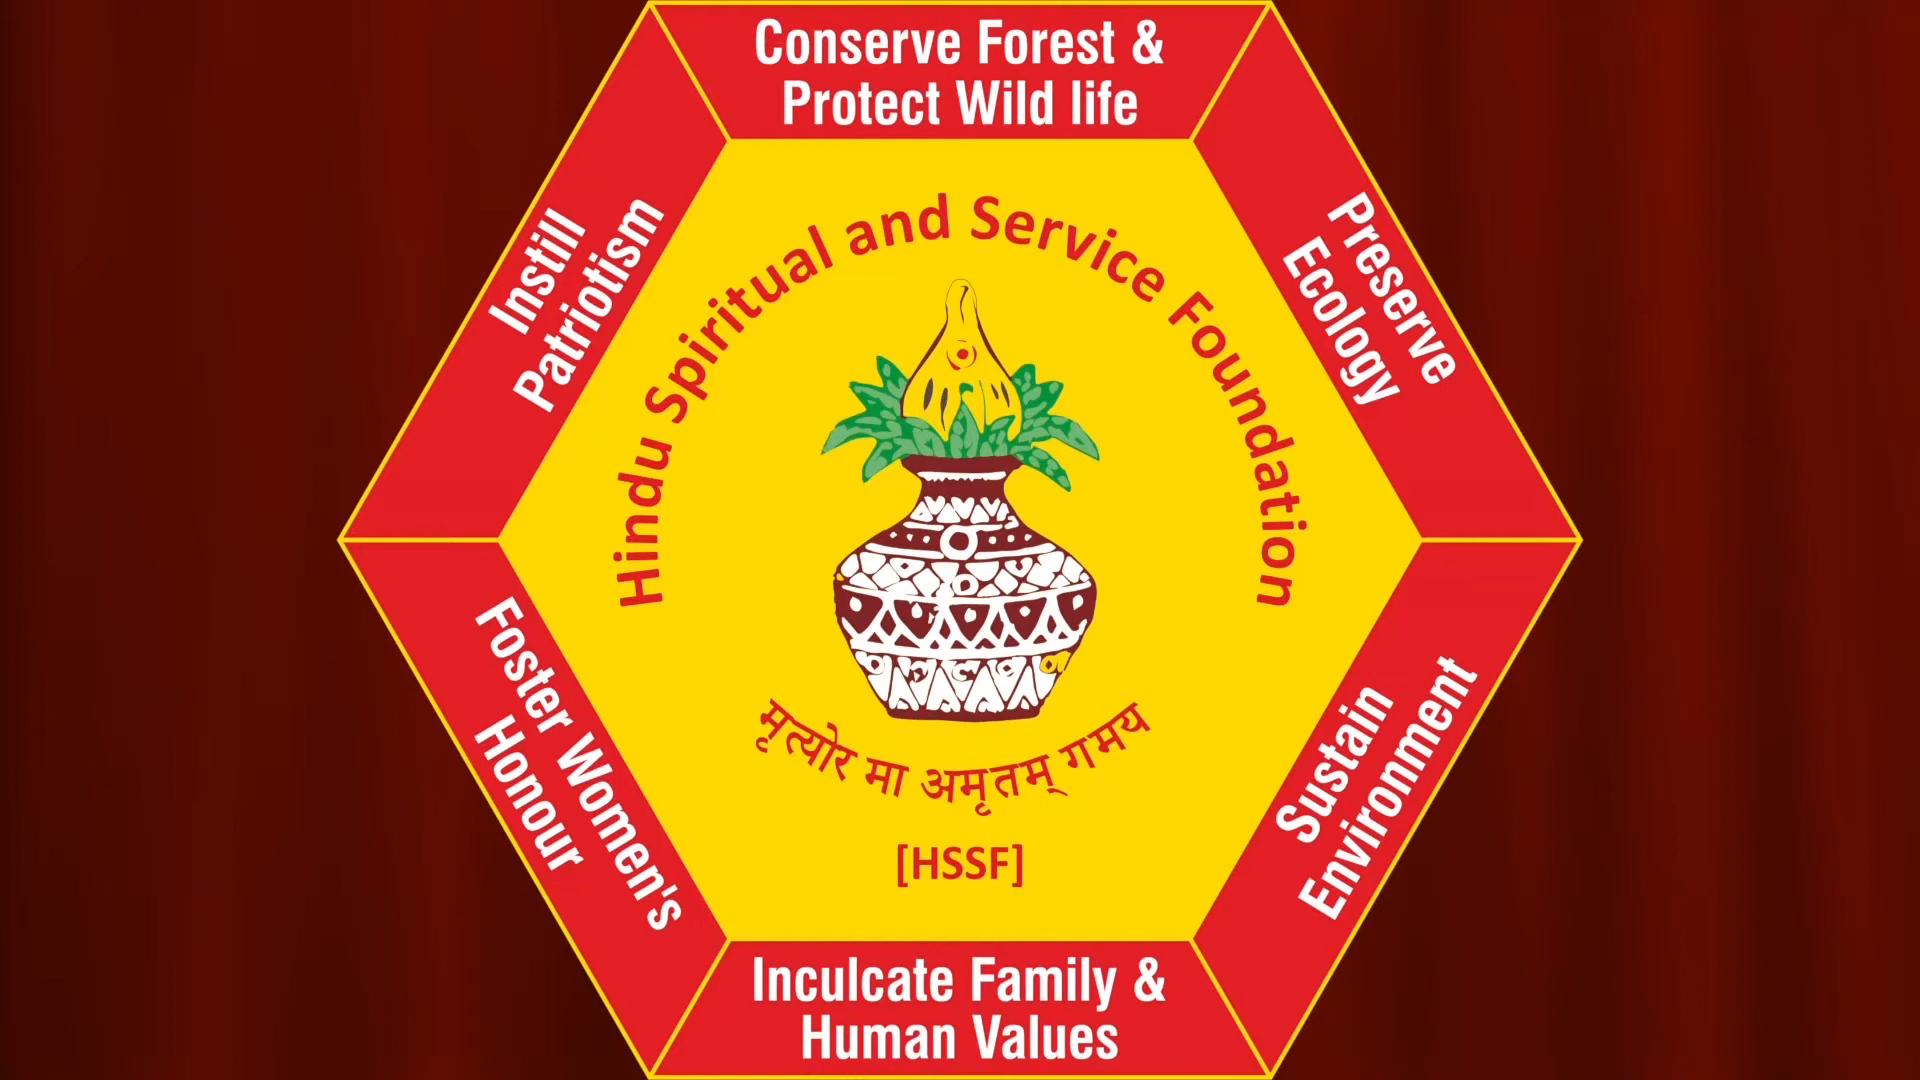 Conserve Forest &
Protect Wild life
Preserve
Ecology
Sustain
Environment
Inculcate Family &
Human Values
Foster Women's
Honour
Instill
Patriotism
Hindu Spiritual and Service Foundation
मृत्योर मा अमृतम् गमय
[HSSF]